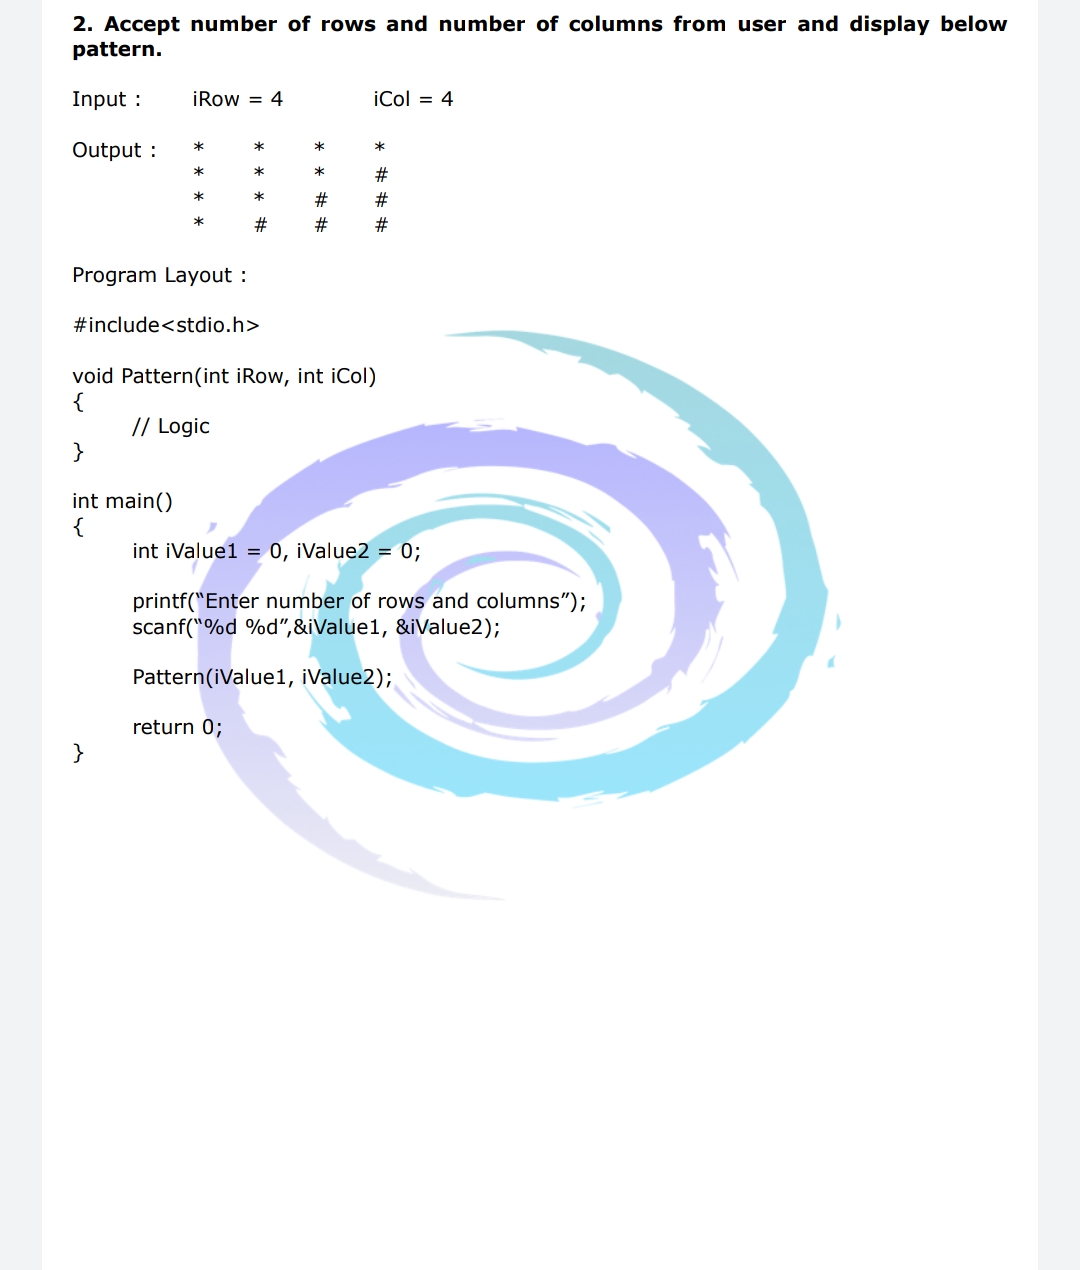 2. Accept number of rows and number of columns from user and display below
pattern.
Input : iRow = 4 iCol = 4
Output : * * * *
* * * #
* * # #
* # # #
Program Layout :
#include<stdio.h>
void Pattern(int iRow, int iCol)
{
// Logic
}
int main()
{
int iValue1 = 0, iValue2 = 0;
printf(“Enter number of rows and columns”);
scanf(“%d %d”,&iValue1, &iValue2);
Pattern(iValue1, iValue2);
return 0;
}